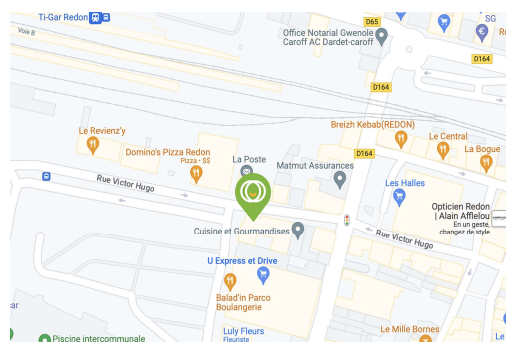 Ti-Gar Redon
Voie B
D65
SG
Office Notarial Gwenole
Caroff AC Dardet-caroff
D164
D164
Le Revienz'y
Breizh Kebab(REDON)
Le Central
Domino's Pizza Redon
Pizza • $$
La Poste
D164
La Bogue
Matmut Assurances
Rue Victor Hugo
Les Halles
Opticien Redon
| Alain Afflelou
En un geste,
changez de style
Cuisine et Gourmandises
Rue Victor Hugo
U Express et Drive
Balad'in Parco
Boulangerie
Luly Fleurs
Fleuriste
Le Mille Bornes
Piscine intercommunale